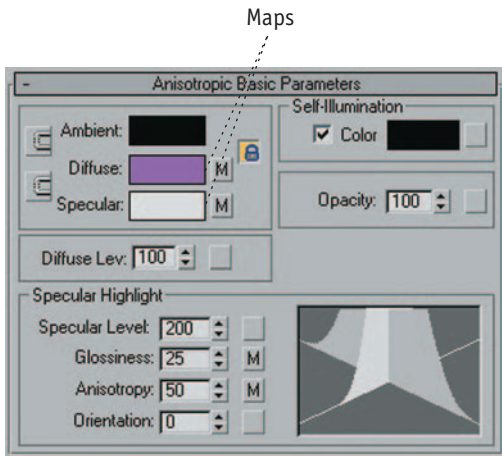 Maps
- Anisotropic Basic Parameters
Self-Illumination
Ambient:
Color
Diffuse: M
Specular: M
Opacity: 100
Diffuse Lev: 100
Specular Highlight
Specular Level: 200
Glossiness: 25 M
Anisotropy: 50 M
Orientation: 0